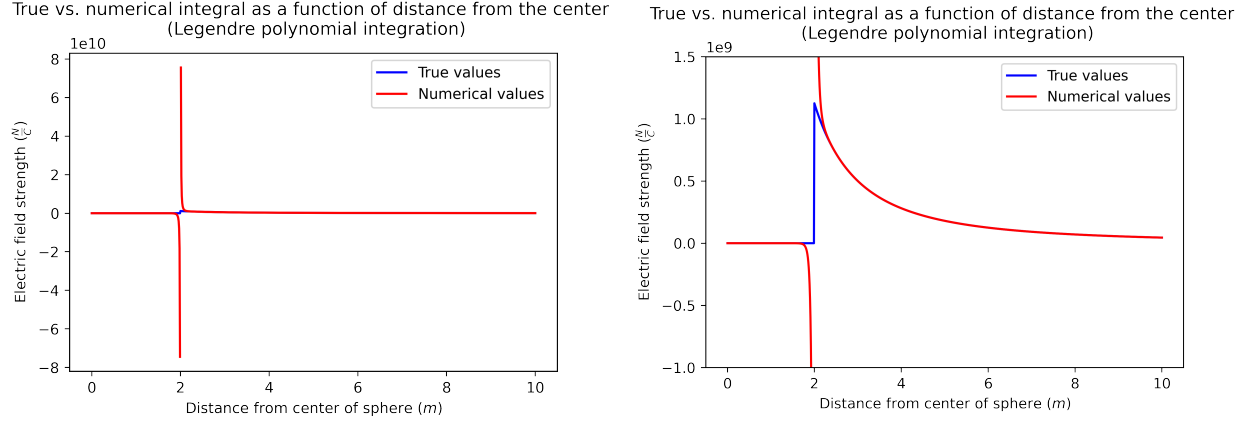 True vs. numerical integral as a function of distance from the center
(Legendre polynomial integration)
1e10
True values
Numerical values
8
6
4
2
0
−2
−4
−6
−8
Electric field strength (N/C)
0 2 4 6 8 10
Distance from center of sphere (m)
True vs. numerical integral as a function of distance from the center
(Legendre polynomial integration)
1e9
True values
Numerical values
1.5
1.0
0.5
0.0
−0.5
−1.0
Electric field strength (N/C)
0 2 4 6 8 10
Distance from center of sphere (m)